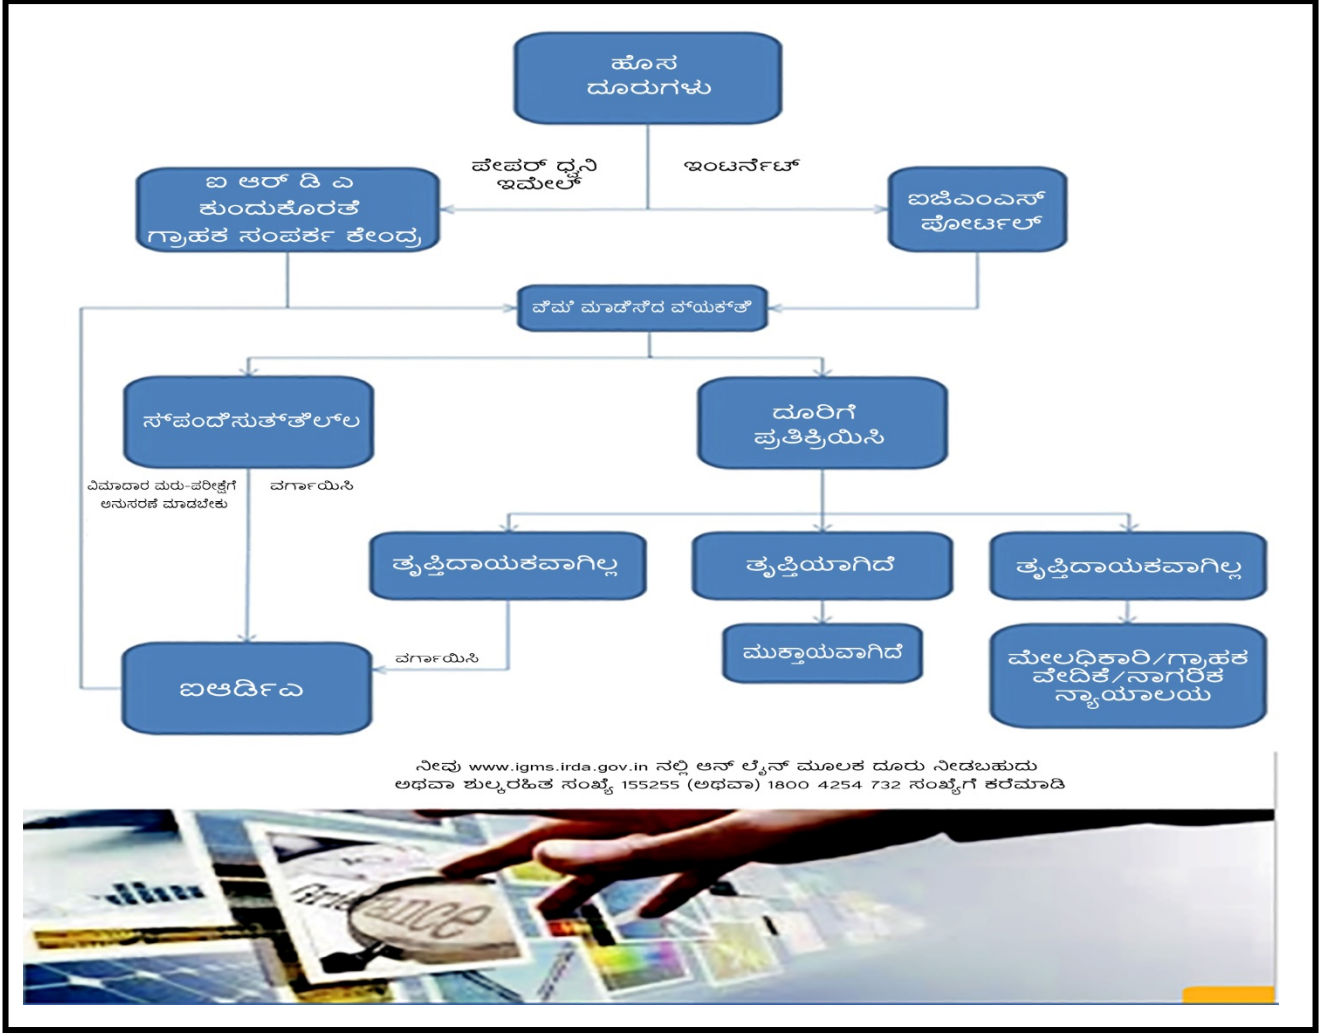 ಹೊಸ
ದೂರುಗಳು
ಪೇಪರ್ ಧ್ವನಿ
ಇಮೇಲ್
ಇಂಟರ್ನೆಟ್
ಐ ಆರ್ ಡಿ ಎ
ಕುಂದುಕೊರತೆ
ಗ್ರಾಹಕ ಸಂಪರ್ಕ ಕೇಂದ್ರ
ಐಜಿಎಂಎಸ್
ಪೋರ್ಟಲ್
ವಿಮೆ ಮಾಡಿಸಿದ ವ್ಯಕ್ತಿ
ಸ್ಪಂದಿಸುತ್ತಿಲ್ಲ
ದೂರಿಗೆ
ಪ್ರತಿಕ್ರಿಯಿಸಿ
ವಿಮಾದಾರ ಮರು-ಪರೀಕ್ಷೆಗೆ
ಅನುಸರಣೆ ಮಾಡಬೇಕು
ವರ್ಗಾಯಿಸಿ
ತೃಪ್ತಿದಾಯಕವಾಗಿಲ್ಲ
ತೃಪ್ತಿಯಾಗಿದೆ
ತೃಪ್ತಿದಾಯಕವಾಗಿಲ್ಲ
ಐಆರ್ಡಿಎ
ವರ್ಗಾಯಿಸಿ
ಮುಕ್ತಾಯವಾಗಿದೆ
ಮೇಲಧಿಕಾರಿ/ಗ್ರಾಹಕ
ವೇದಿಕೆ/ನಾಗರಿಕ
ನ್ಯಾಯಾಲಯ
ನೀವು www.igms.irda.gov.in ನಲ್ಲಿ ಆನ್ ಲೈನ್ ಮೂಲಕ ದೂರು ನೀಡಬಹುದು
ಅಥವಾ ಶುಲ್ಕರಹಿತ ಸಂಖ್ಯೆ 155255 (ಅಥವಾ) 1800 4254 732 ಸಂಖ್ಯೆಗೆ ಕರೆಮಾಡಿ